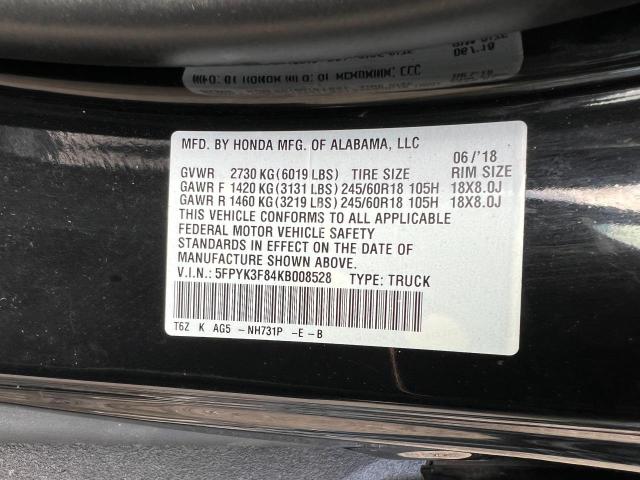 MFD. BY HONDA MFG. OF ALABAMA, LLC
06/'18
GVWR 2730 KG(6019 LBS) TIRE SIZE RIM SIZE
GAWR F 1420 KG(3131 LBS) 245/60R18 105H 18X8.0J
GAWR R 1460 KG(3219 LBS) 245/60R18 105H 18X8.0J
THIS VEHICLE CONFORMS TO ALL APPLICABLE
FEDERAL MOTOR VEHICLE SAFETY
STANDARDS IN EFFECT ON THE DATE OF
MANUFACTURE SHOWN ABOVE.
V.I.N.: 5FPYK3F84KB008528 TYPE: TRUCK
T6Z K AG5 -NH731P -E -B